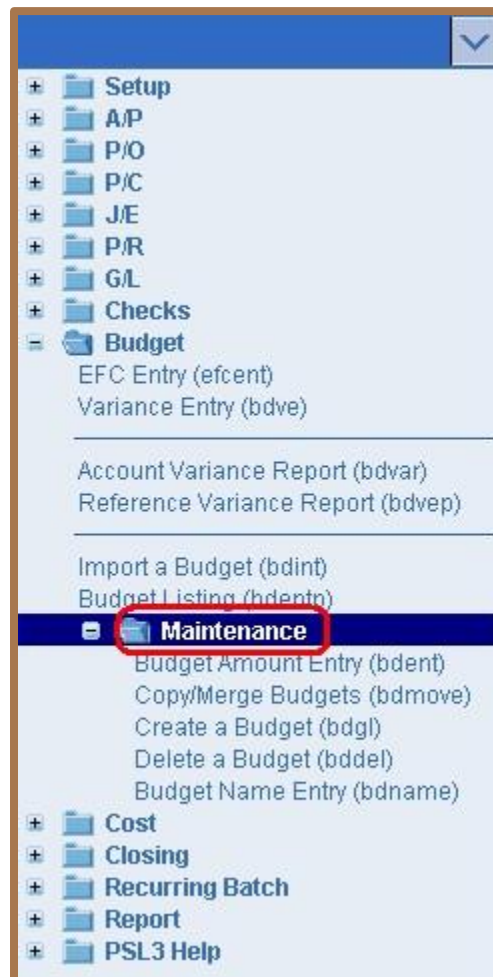 Setup
A/P
P/O
P/C
J/E
P/R
G/L
Checks
Budget
EFC Entry (efcent)
Variance Entry (bdve)
Account Variance Report (bdvar)
Reference Variance Report (bdvep)
Import a Budget (bdint)
Budget Listing (bdentp)
Maintenance
Budget Amount Entry (bdent)
Copy/Merge Budgets (bdmove)
Create a Budget (bdgl)
Delete a Budget (bddel)
Budget Name Entry (bdname)
Cost
Closing
Recurring Batch
Report
PSL3 Help